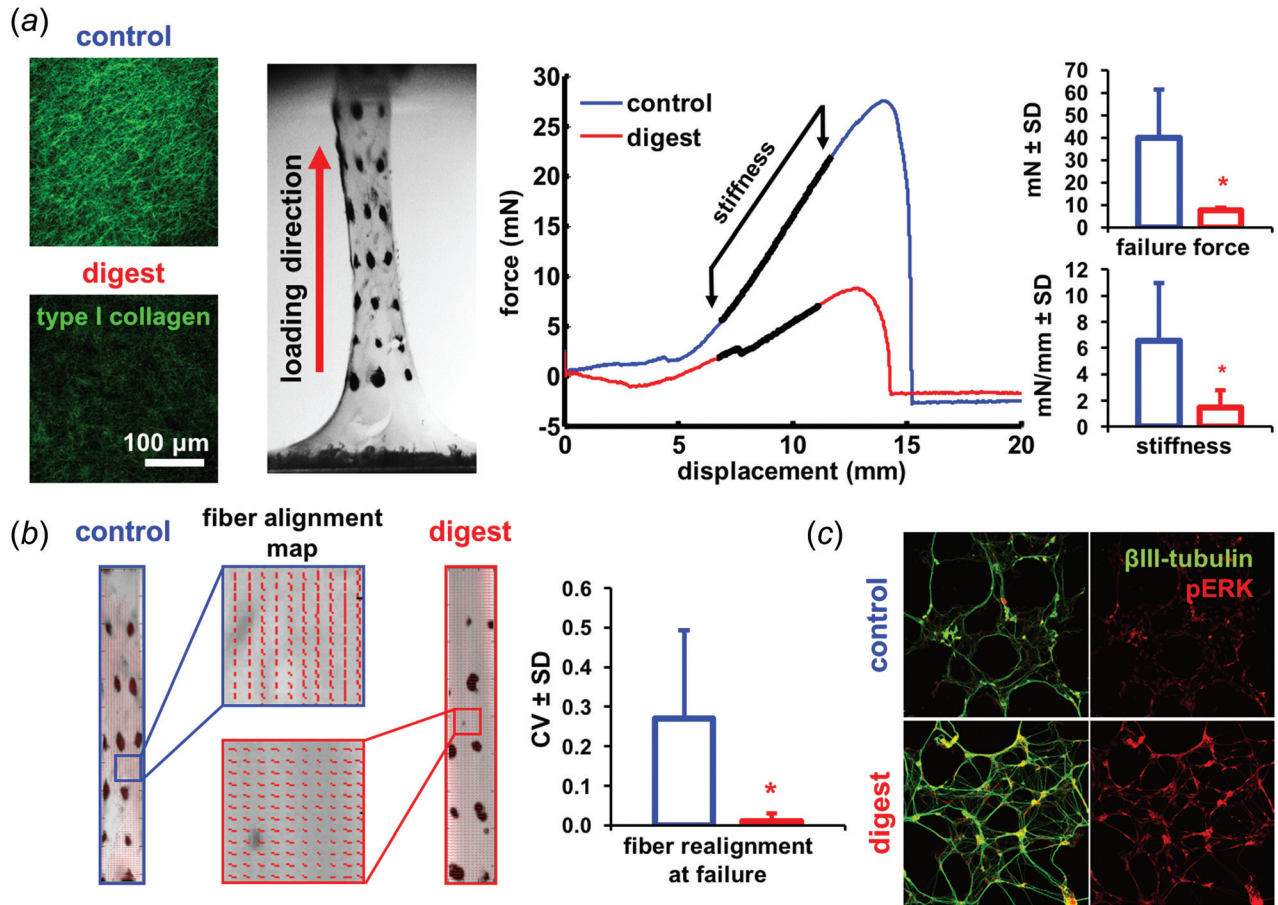 (a)
control
digest
type I collagen
100 µm
loading direction
force (mN)
30
25
20
15
10
5
0
-5
0
5
10
15
20
displacement (mm)
control
digest
stiffness
mN ± SD
70
60
50
40
30
20
10
0
*
failure force
mN/mm ± SD
12
10
8
6
4
2
0
*
stiffness
(b)
control
fiber alignment
map
digest
CV ± SD
0.6
0.5
0.4
0.3
0.2
0.1
0.0
*
fiber realignment
at failure
(c)
control
digest
βIII-tubulin
pERK